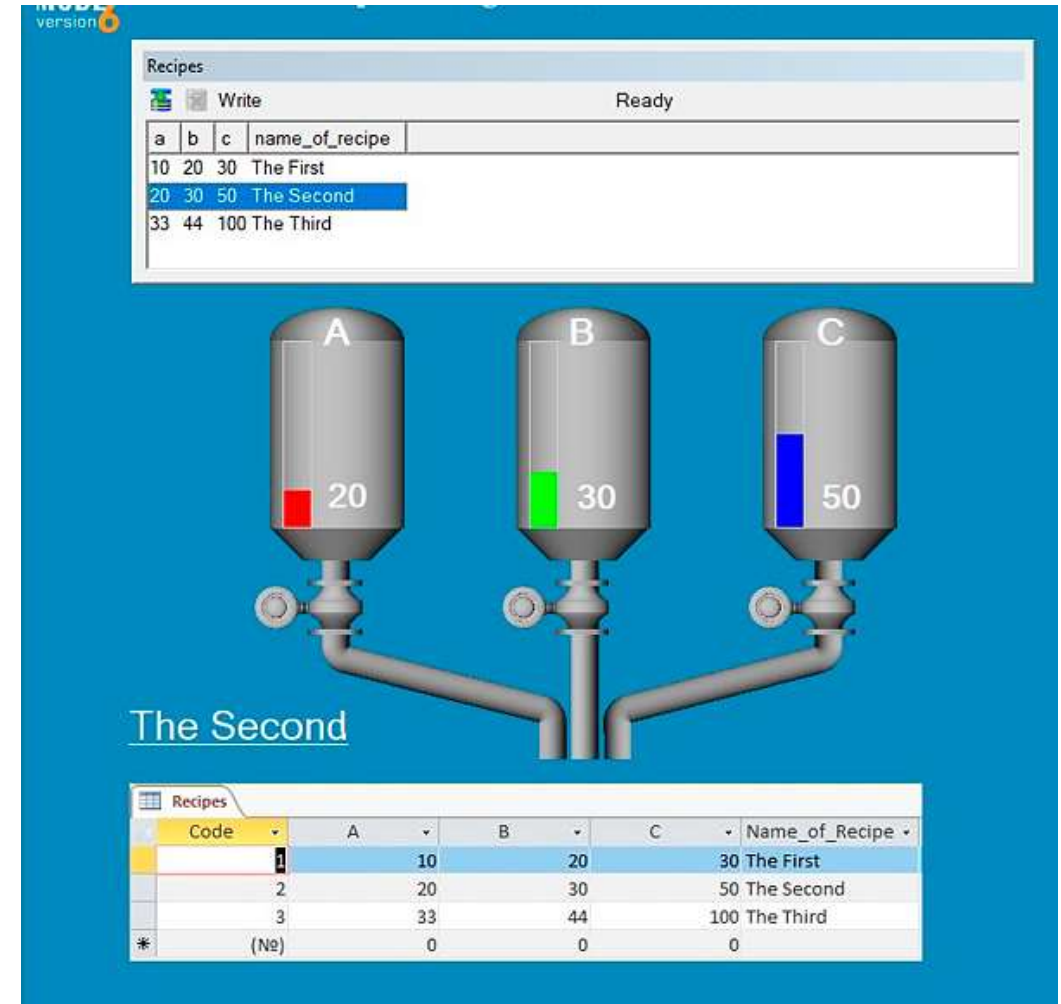 version 6
Recipes
Write Ready
a b c name_of_recipe
10 20 30 The First
20 30 50 The Second
33 44 100 The Third
A B C
20 30 50
The Second
Recipes
Code A B C Name_of_Recipe
1 10 20 30 The First
2 20 30 50 The Second
3 33 44 100 The Third
* (№) 0 0 0